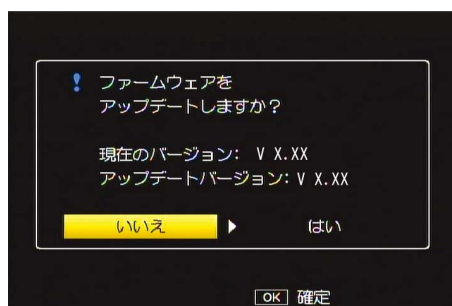 ファームウェアを
アップデートしますか?
現在のバージョン: V X.XX
アップデートバージョン: V X.XX
いいえ はい
OK 確定